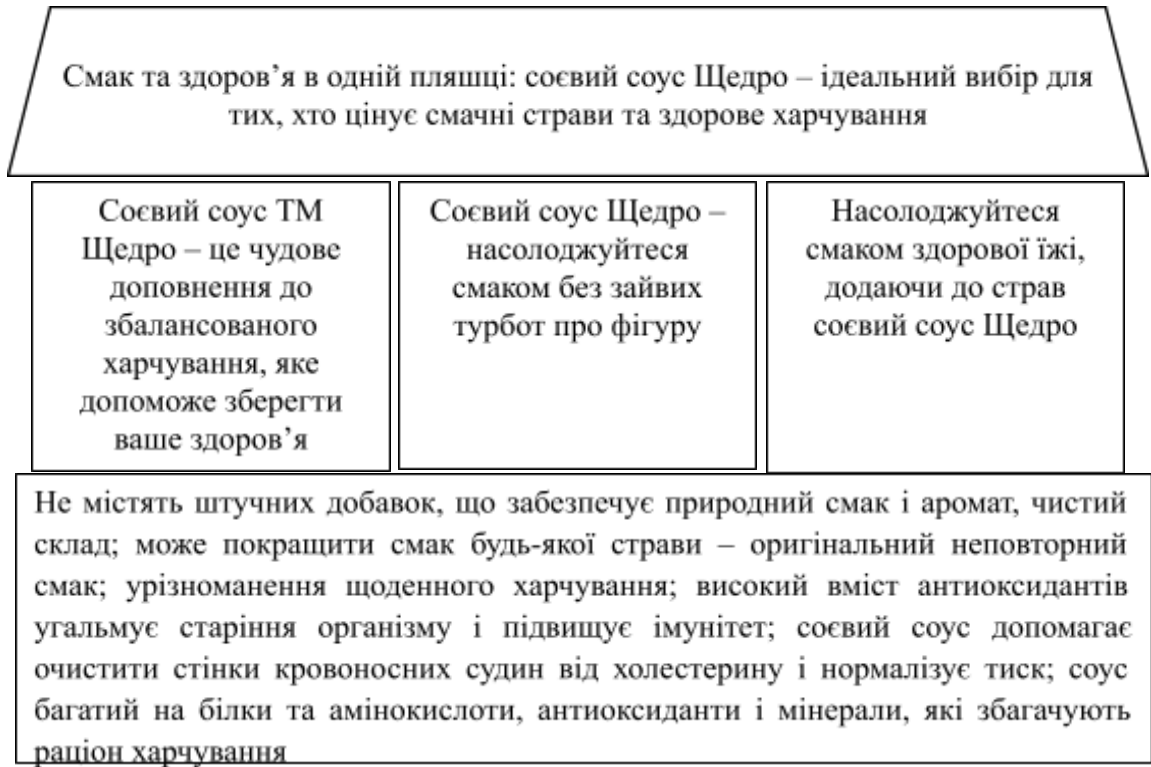 Смак та здоров’я в одній пляшці: соєвий соус Щедро – ідеальний вибір для
тих, хто цінує смачні страви та здорове харчування
Соєвий соус ТМ
Щедро – це чудове
доповнення до
збалансованого
харчування, яке
допоможе зберегти
ваше здоров’я
Соєвий соус Щедро –
насолоджуйтеся
смаком без зайвих
турбот про фігуру
Насолоджуйтеся
смаком здорової їжі,
додаючи до страв
соєвий соус Щедро
Не містять штучних добавок, що забезпечує природний смак і аромат, чистий
склад; може покращити смак будь-якої страви – оригінальний неповторний
смак; урізноманення щоденного харчування; високий вміст антиоксидантів
угальмує старіння організму і підвищує імунітет; соєвий соус допомагає
очистити стінки кровоносних судин від холестерину і нормалізує тиск; соус
багатий на білки та амінокислоти, антиоксиданти і мінерали, які збагачують
раціон харчування